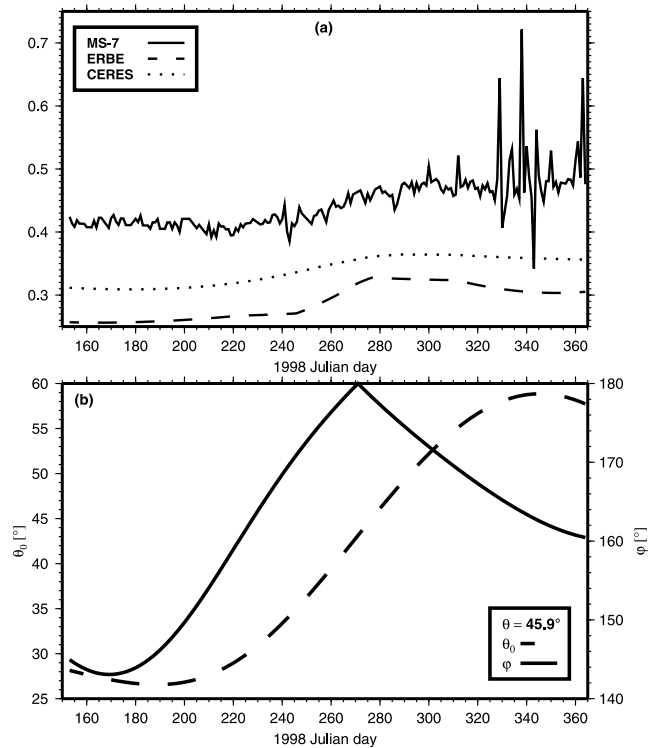 (a)
MS-7
ERBE
CERES
0.7
0.6
0.5
0.4
0.3
160 180 200 220 240 260 280 300 320 340 360
1998 Julian day
(b)
60
55
50
45
40
35
30
25
θ₀ [°]
180
170
160
150
140
φ [°]
θ = 45.9°
θ₀
φ
160 180 200 220 240 260 280 300 320 340 360
1998 Julian day